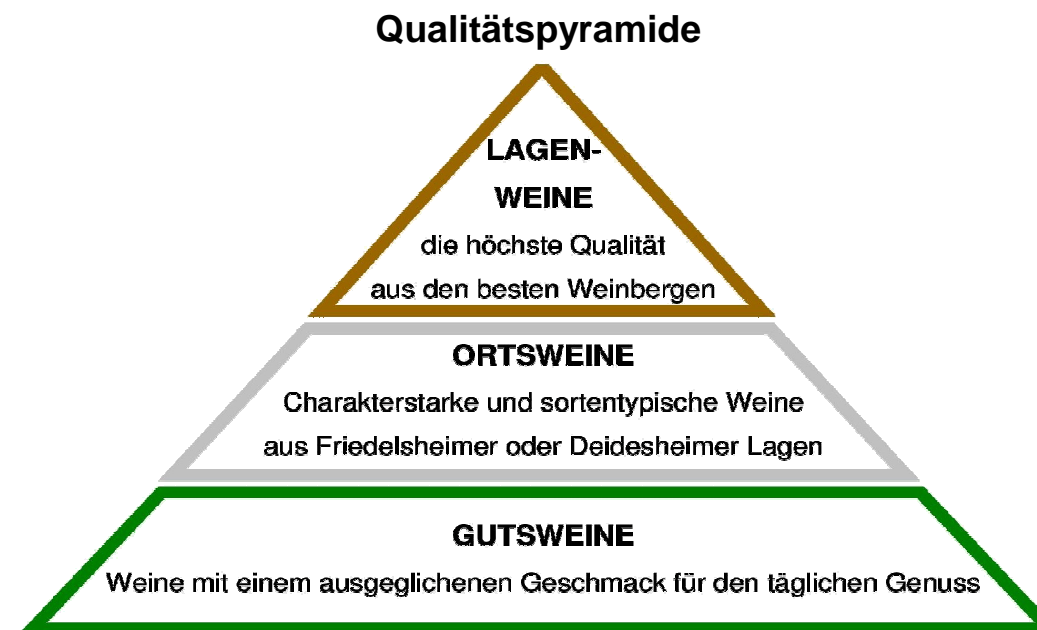 Qualitätspyramide
LAGEN-
WEINE
die höchste Qualität
aus den besten Weinbergen
ORTSWEINE
Charakterstarke und sortentypische Weine
aus Friedelsheimer oder Deidesheimer Lagen
GUTSWEINE
Weine mit einem ausgeglichenen Geschmack für den täglichen Genuss